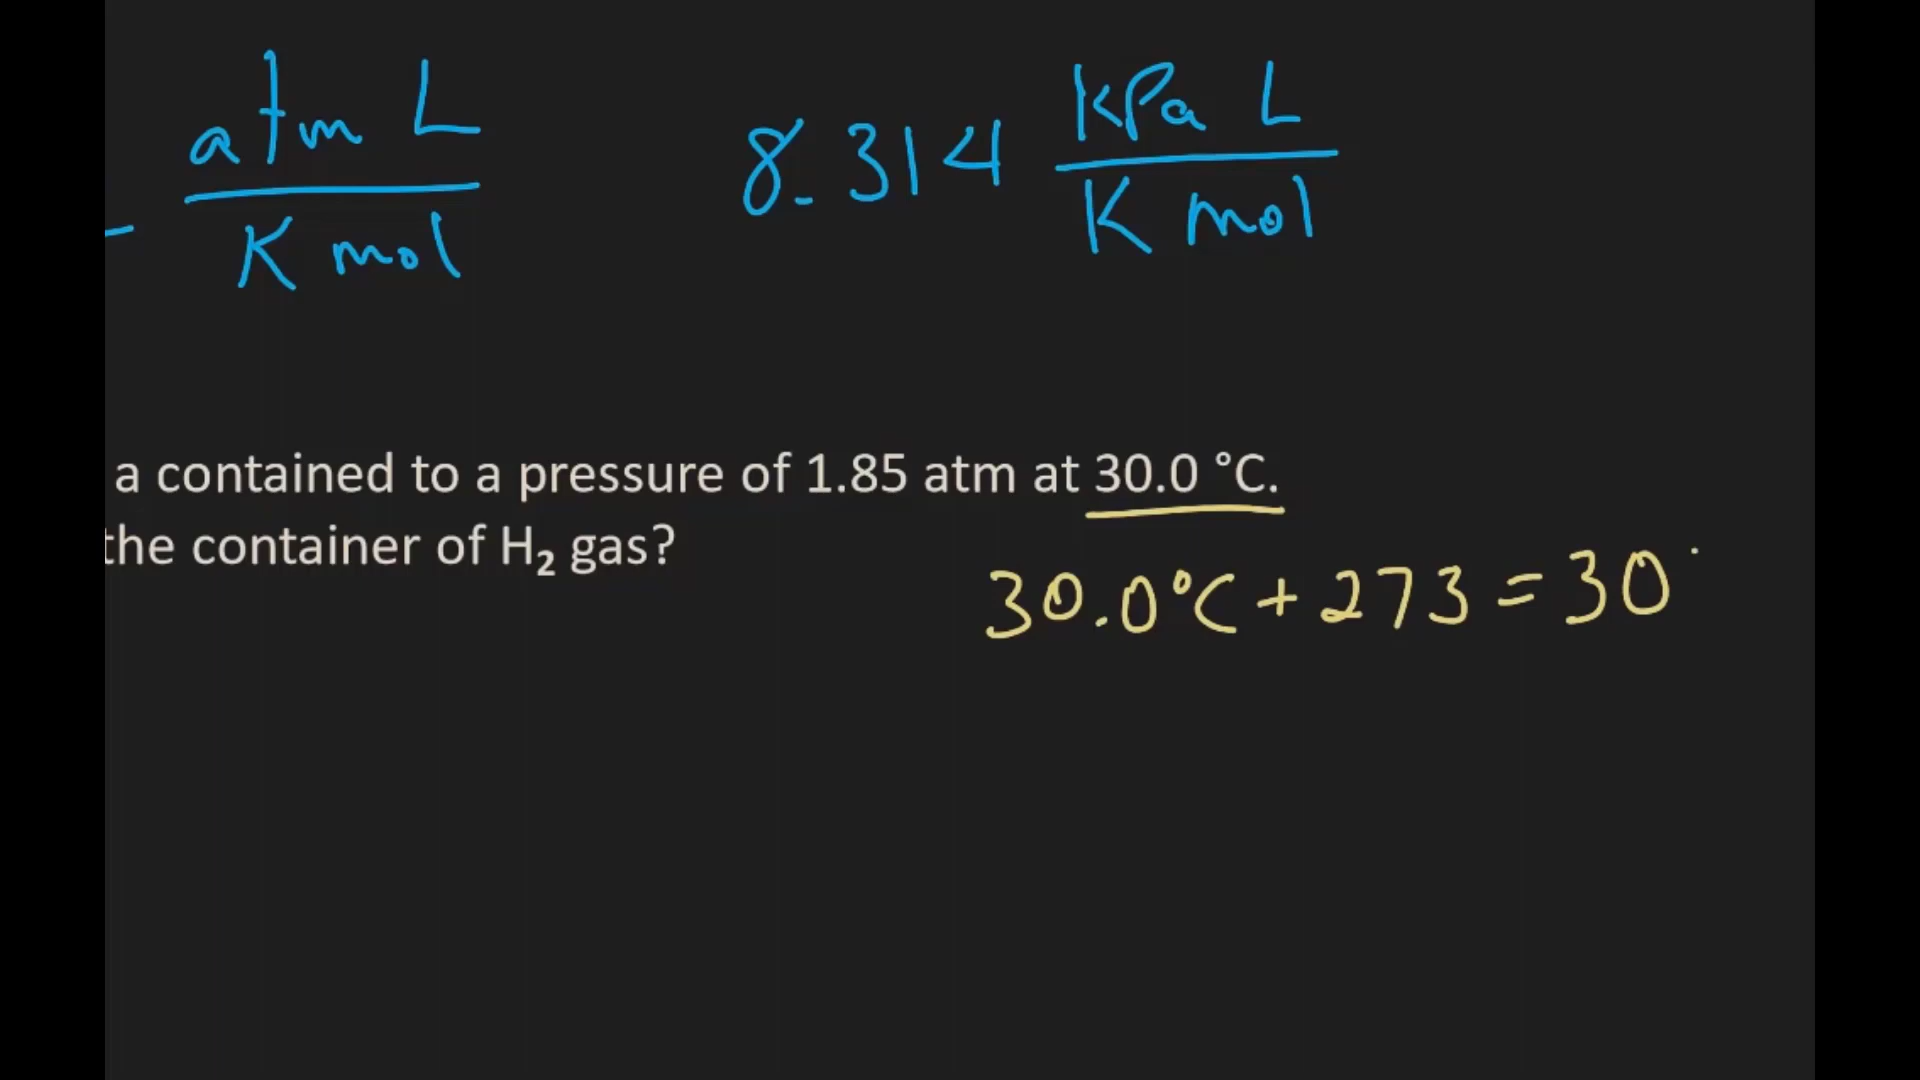 atm L
K mol
8.314
kPa L
K mol
a contained to a pressure of 1.85 atm at 30.0 °C.
the container of H₂ gas?
30.0°C + 273 = 30